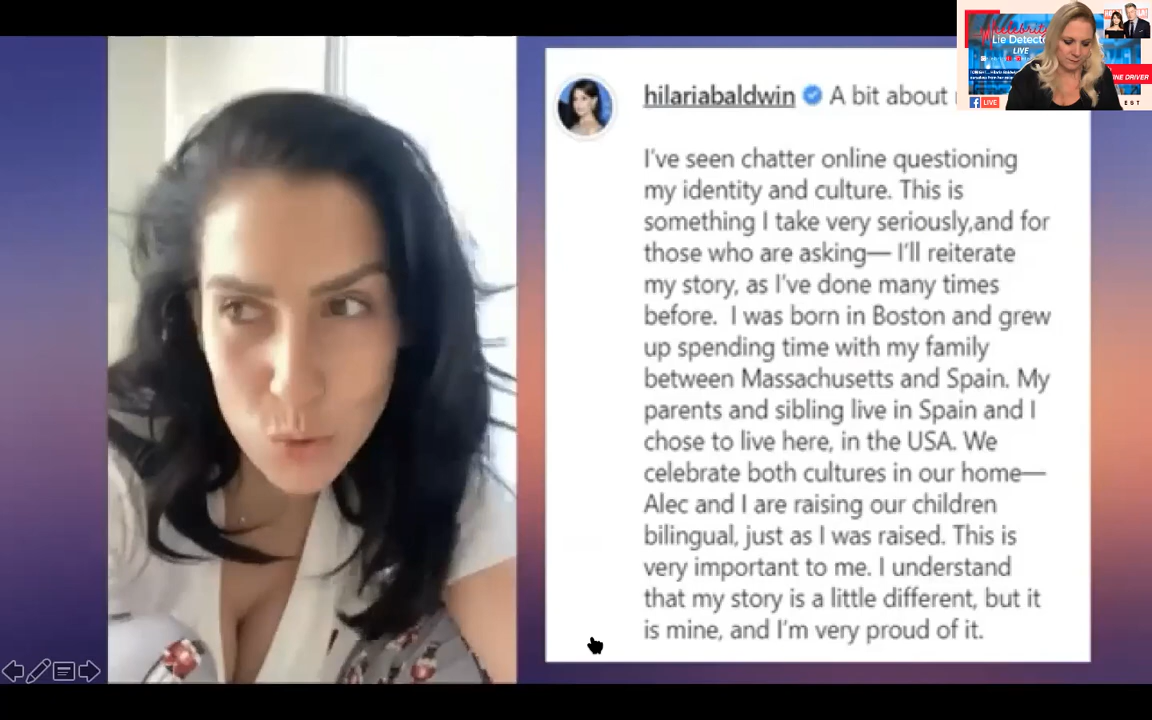 hilariabaldwin A bit about
I've seen chatter online questioning
my identity and culture. This is
something I take very seriously,and for
those who are asking— I'll reiterate
my story, as I've done many times
before.  I was born in Boston and grew
up spending time with my family
between Massachusetts and Spain. My
parents and sibling live in Spain and I
chose to live here, in the USA. We
celebrate both cultures in our home—
Alec and I are raising our children
bilingual, just as I was raised. This is
very important to me. I understand
that my story is a little different, but it
is mine, and I'm very proud of it.
Lie Detector
LIVE
NE DRIVER
LIVE